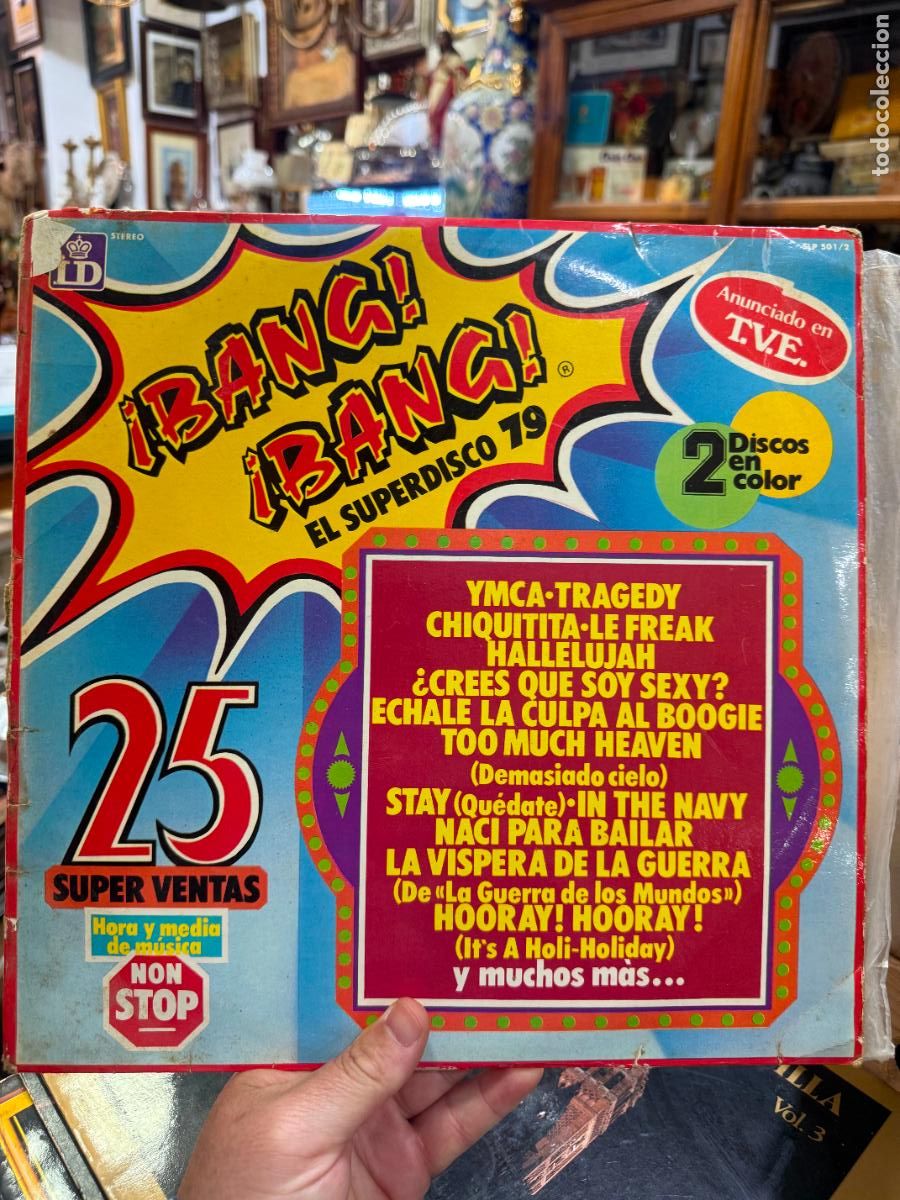 todocoleccion
LD
STEREO
SLP 501/2
¡BANG!
¡BANG!
®
EL SUPERDISCO 79
Anunciado en
T.V.E.
2 Discos
en
color
YMCA·TRAGEDY
CHIQUITITA·LE FREAK
HALLELUJAH
¿CREES QUE SOY SEXY?
ECHALE LA CULPA AL BOOGIE
TOO MUCH HEAVEN
(Demasiado cielo)
STAY (Quédate)·IN THE NAVY
NACI PARA BAILAR
LA VISPERA DE LA GUERRA
(De «La Guerra de los Mundos»)
HOORAY! HOORAY!
(It's A Holi-Holiday)
y muchos màs...
25
SUPER VENTAS
Hora y media
de música
NON
STOP
ILLA
Vol. 3